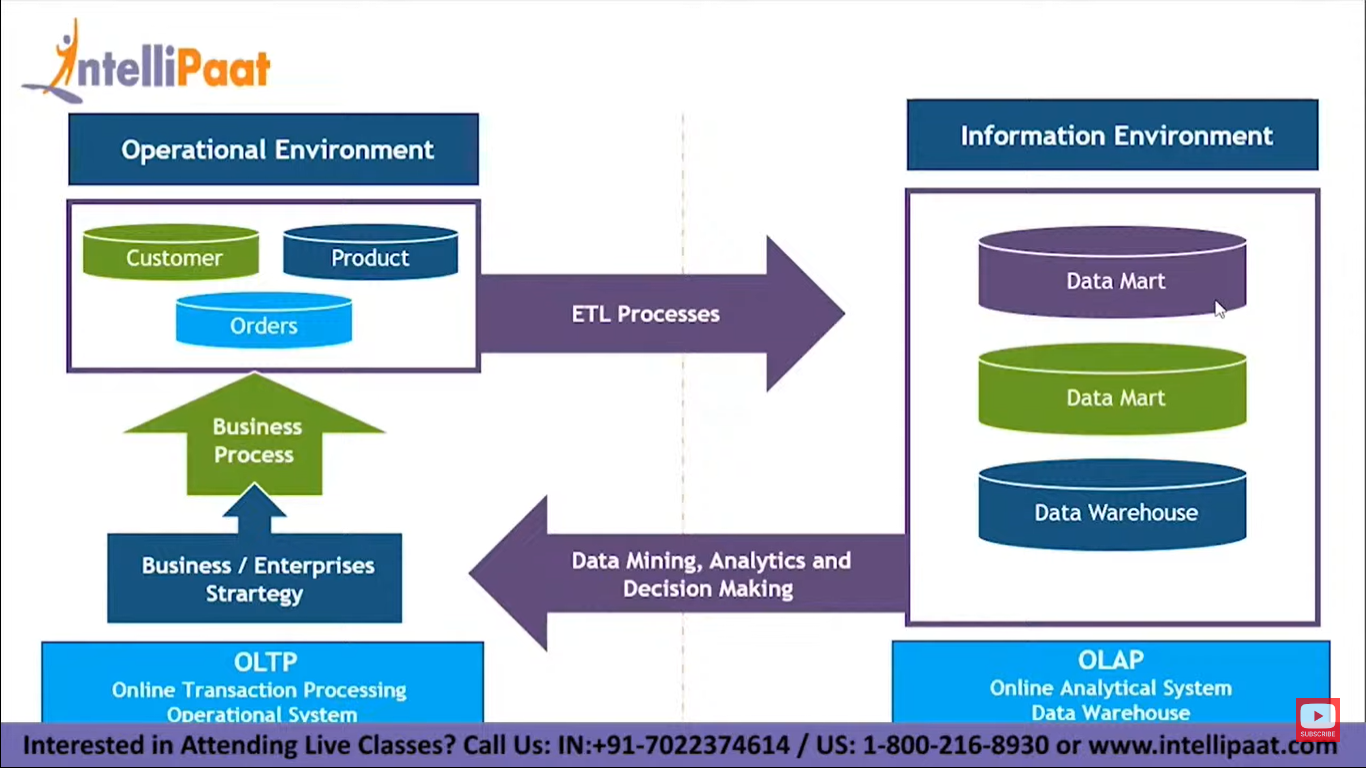 IntelliPaat
Operational Environment
Information Environment
Customer
Product
Orders
ETL Processes
Data Mart
Data Mart
Data Warehouse
Business
Process
Business / Enterprises
Strartegy
Data Mining, Analytics and
Decision Making
OLTP
Online Transaction Processing
Operational System
OLAP
Online Analytical System
Data Warehouse
SUBSCRIBE
Interested in Attending Live Classes? Call Us: IN:+91-7022374614 / US: 1-800-216-8930 or www.intellipaat.com